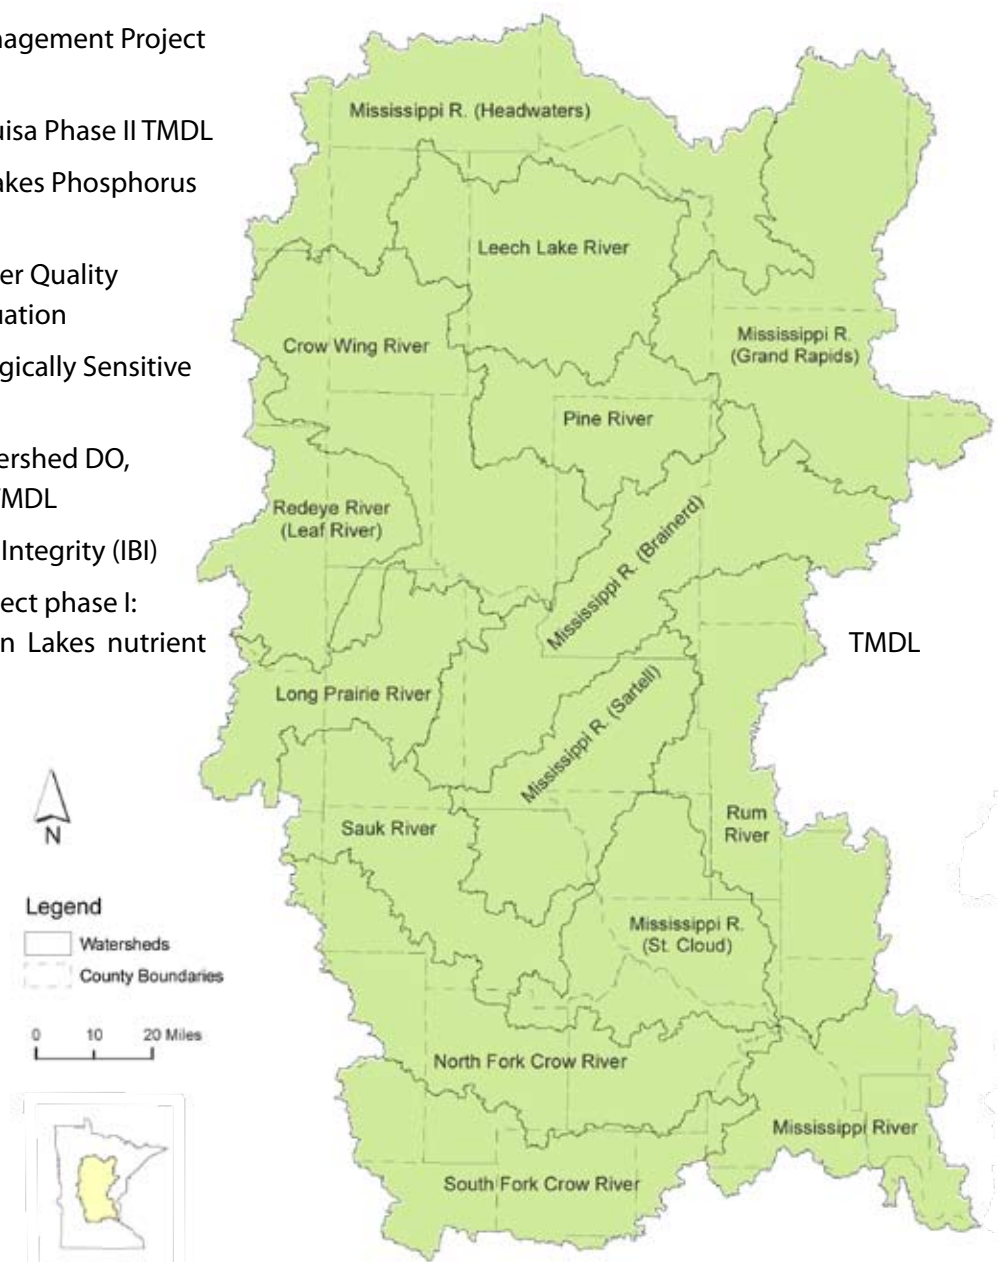 nagement Project
uisa Phase II TMDL
akes Phosphorus
er Quality
uation
gically Sensitive
ershed DO,
TMDL
Integrity (IBI)
ect phase I:
n Lakes nutrient
TMDL
Mississippi R. (Headwaters)
Leech Lake River
Crow Wing River
Mississippi R.
(Grand Rapids)
Pine River
Redeye River
(Leaf River)
Mississippi R. (Brainerd)
Long Prairie River
Mississippi R. (Sartell)
Sauk River
Rum
River
Mississippi R.
(St. Cloud)
North Fork Crow River
Mississippi River
South Fork Crow River
N
Legend
Watersheds
County Boundaries
0 10 20 Miles